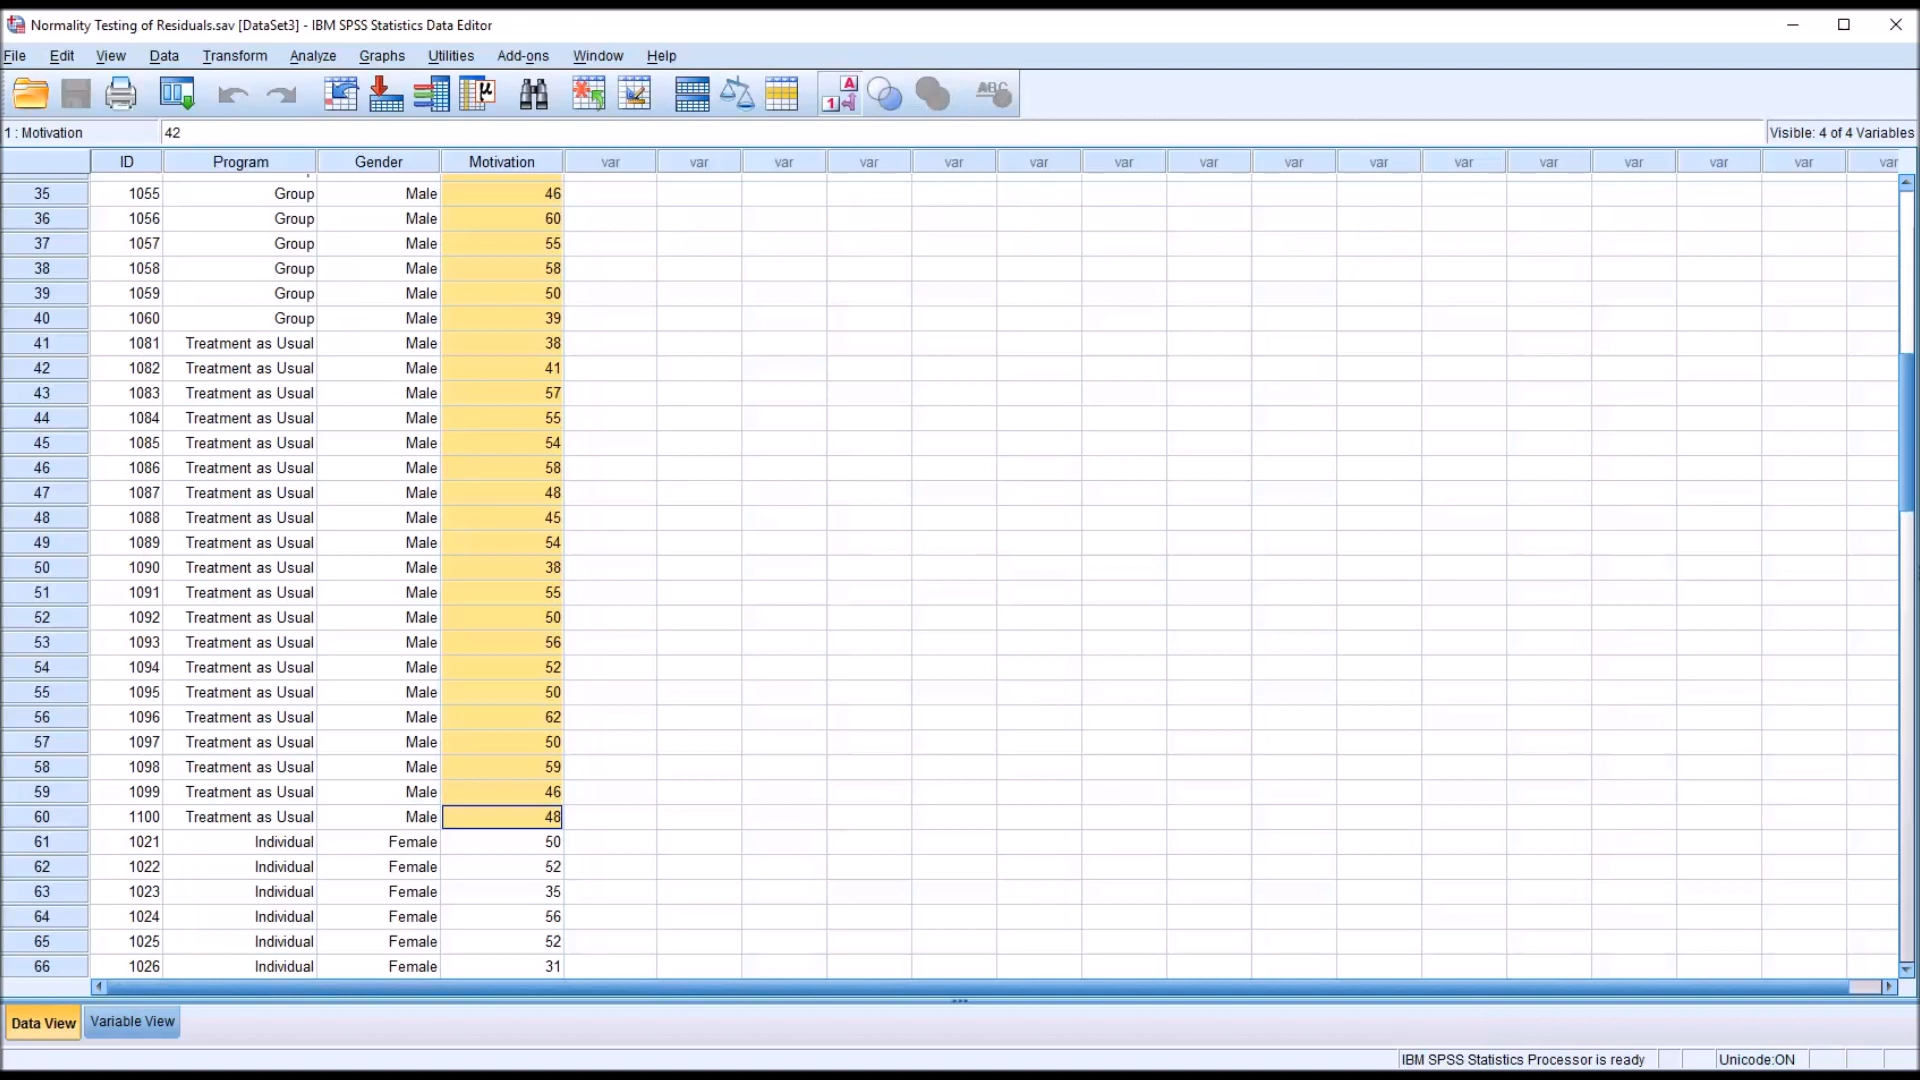 Normality Testing of Residuals.sav [DataSet3] - IBM SPSS Statistics Data Editor
File Edit View Data Transform Analyze Graphs Utilities Add-ons Window Help
1 A ABC
1 : Motivation 42 Visible: 4 of 4 Variables
ID Program Gender Motivation var var var var var var var var var var var var var var var var
35 1055 Group Male 46
36 1056 Group Male 60
37 1057 Group Male 55
38 1058 Group Male 58
39 1059 Group Male 50
40 1060 Group Male 39
41 1081 Treatment as Usual Male 38
42 1082 Treatment as Usual Male 41
43 1083 Treatment as Usual Male 57
44 1084 Treatment as Usual Male 55
45 1085 Treatment as Usual Male 54
46 1086 Treatment as Usual Male 58
47 1087 Treatment as Usual Male 48
48 1088 Treatment as Usual Male 45
49 1089 Treatment as Usual Male 54
50 1090 Treatment as Usual Male 38
51 1091 Treatment as Usual Male 55
52 1092 Treatment as Usual Male 50
53 1093 Treatment as Usual Male 56
54 1094 Treatment as Usual Male 52
55 1095 Treatment as Usual Male 50
56 1096 Treatment as Usual Male 62
57 1097 Treatment as Usual Male 50
58 1098 Treatment as Usual Male 59
59 1099 Treatment as Usual Male 46
60 1100 Treatment as Usual Male 48
61 1021 Individual Female 50
62 1022 Individual Female 52
63 1023 Individual Female 35
64 1024 Individual Female 56
65 1025 Individual Female 52
66 1026 Individual Female 31
Data View Variable View
IBM SPSS Statistics Processor is ready Unicode:ON